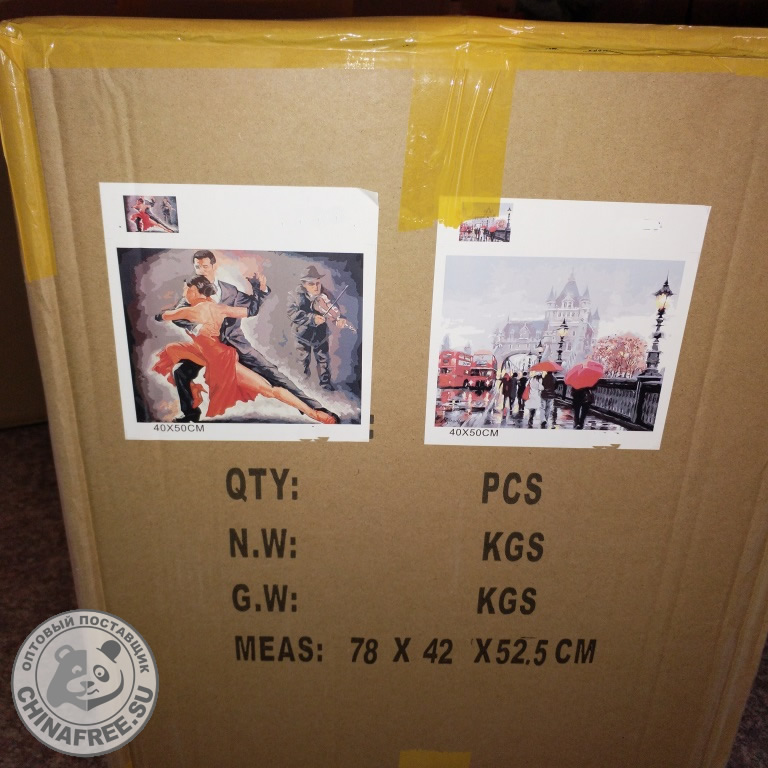 40X50CM
40X50CM
QTY: PCS
N.W: KGS
G.W: KGS
MEAS: 78 X 42 X52.5 CM
ОПТОВЫЙ ПОСТАВЩИК
CHINAFREE.SU